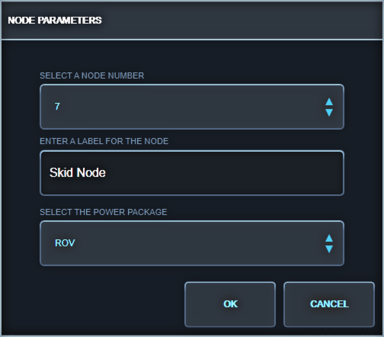 NODE PARAMETERS
SELECT A NODE NUMBER
7
ENTER A LABEL FOR THE NODE
Skid Node
SELECT THE POWER PACKAGE
ROV
OK CANCEL